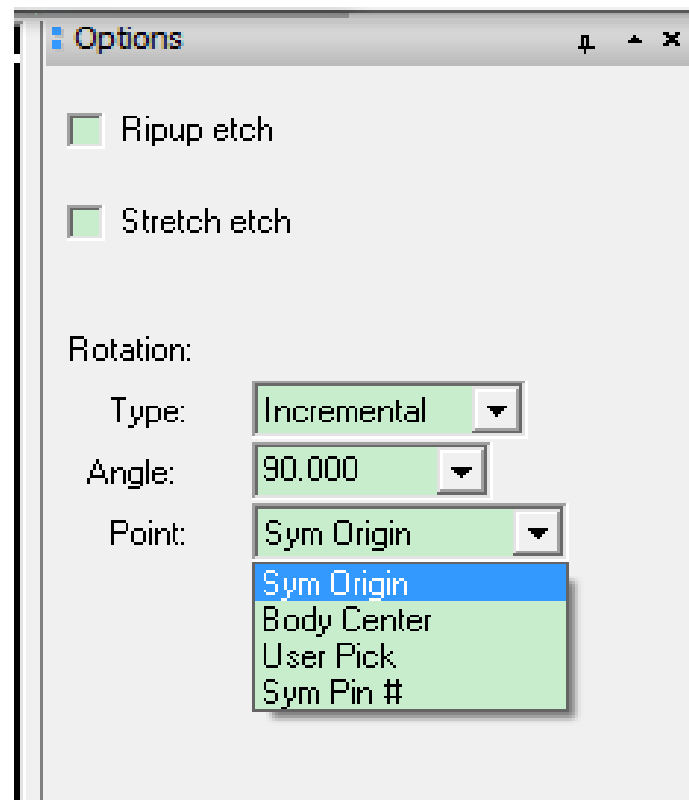 Options
Ripup etch
Stretch etch
Rotation:
Type: Incremental
Angle: 90.000
Point: Sym Origin
Sym Origin
Body Center
User Pick
Sym Pin #